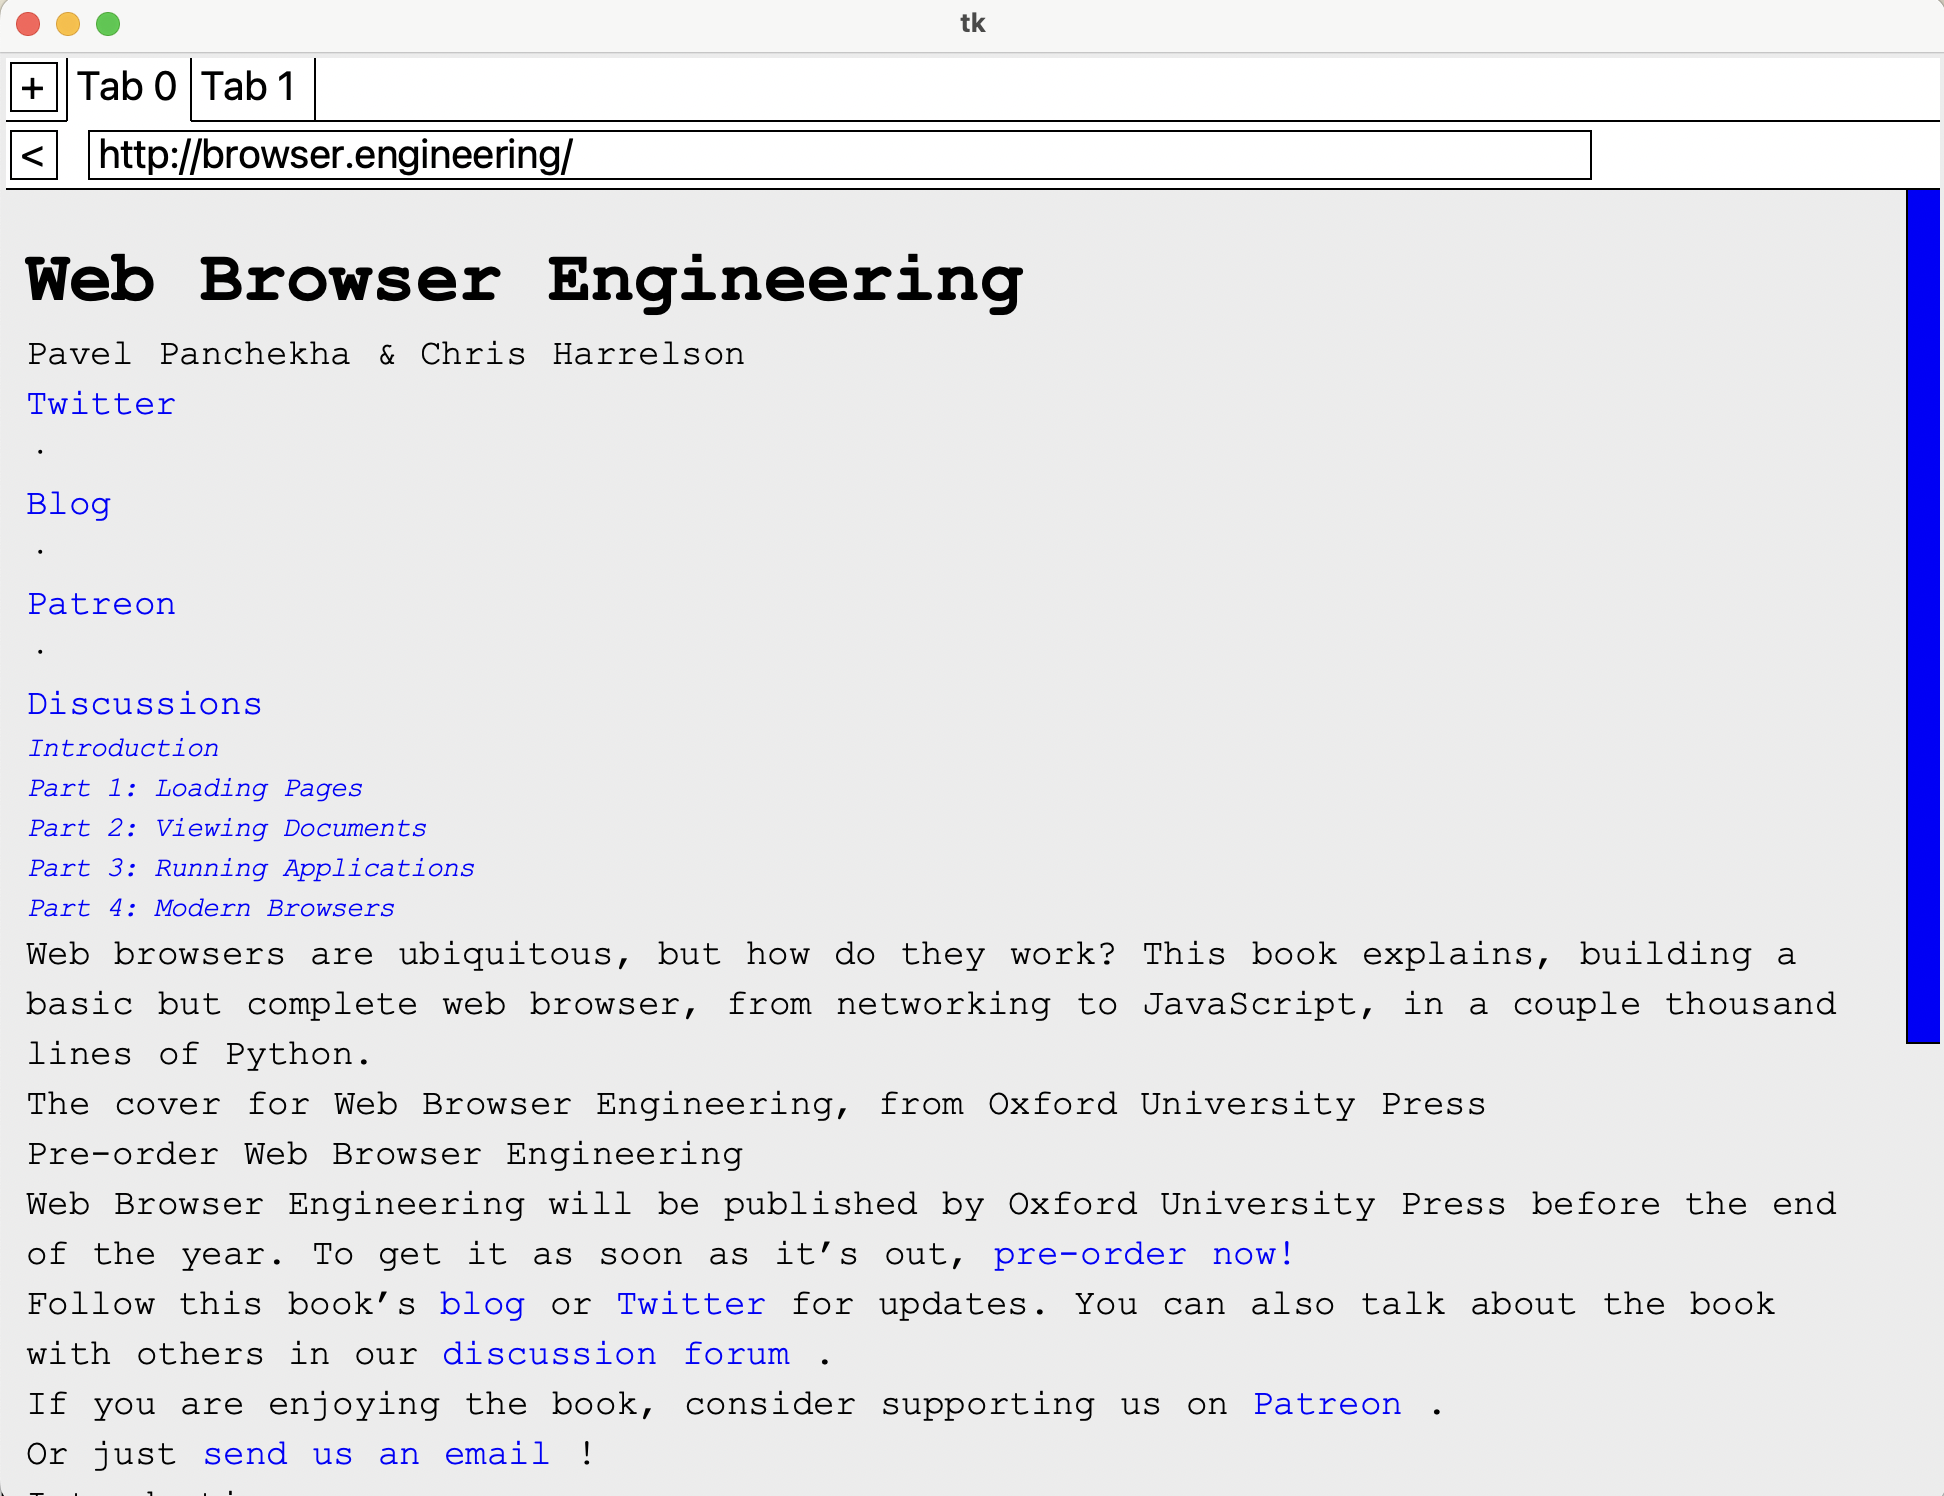 tk
+ Tab 0 Tab 1
< http://browser.engineering/
Web Browser Engineering
Pavel Panchekha & Chris Harrelson
Twitter
·
Blog
·
Patreon
·
Discussions
Introduction
Part 1: Loading Pages
Part 2: Viewing Documents
Part 3: Running Applications
Part 4: Modern Browsers
Web browsers are ubiquitous, but how do they work? This book explains, building a
basic but complete web browser, from networking to JavaScript, in a couple thousand
lines of Python.
The cover for Web Browser Engineering, from Oxford University Press
Pre-order Web Browser Engineering
Web Browser Engineering will be published by Oxford University Press before the end
of the year. To get it as soon as it’s out, pre-order now!
Follow this book’s blog or Twitter for updates. You can also talk about the book
with others in our discussion forum .
If you are enjoying the book, consider supporting us on Patreon .
Or just send us an email !